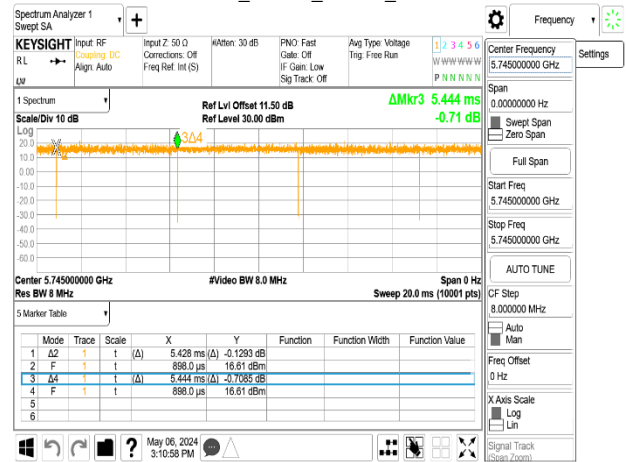 Spectrum Analyzer 1
Swept SA
Frequency
KEYSIGHT
RL
Input: RF
Coupling: DC
Align: Auto
Input Z: 50 Ω
Corrections: Off
Freq Ref: Int (S)
#Atten: 30 dB
PNO: Fast
Gate: Off
IF Gain: Low
Sig Track: Off
Avg Type: Voltage
Trig: Free Run
1 2 3 4 5 6
W W W W W W
P N N N N N
Center Frequency
5.745000000 GHz
Settings
Span
0.00000000 Hz
Swept Span
Zero Span
Full Span
Start Freq
5.745000000 GHz
Stop Freq
5.745000000 GHz
AUTO TUNE
CF Step
8.000000 MHz
Auto
Man
Freq Offset
0 Hz
X Axis Scale
Log
Lin
Signal Track
(Span Zoom)
1 Spectrum
Scale/Div 10 dB
Ref Lvl Offset 11.50 dB
Ref Level 30.00 dBm
ΔMkr3 5.444 ms
-0.71 dB
Log
20.0
10.0
0.00
-10.0
-20.0
-30.0
-40.0
-50.0
-60.0
3Δ4
Center 5.745000000 GHz
Res BW 8 MHz
#Video BW 8.0 MHz
Span 0 Hz
Sweep 20.0 ms (10001 pts)
5 Marker Table
Mode Trace Scale X Y Function Function Width Function Value
1 Δ2 1 t (Δ) 5.428 ms (Δ) -0.1293 dB
2 F 1 t 898.0 µs 16.61 dBm
3 Δ4 1 t (Δ) 5.444 ms (Δ) -0.7085 dB
4 F 1 t 898.0 µs 16.61 dBm
5
6
May 06, 2024
3:10:58 PM